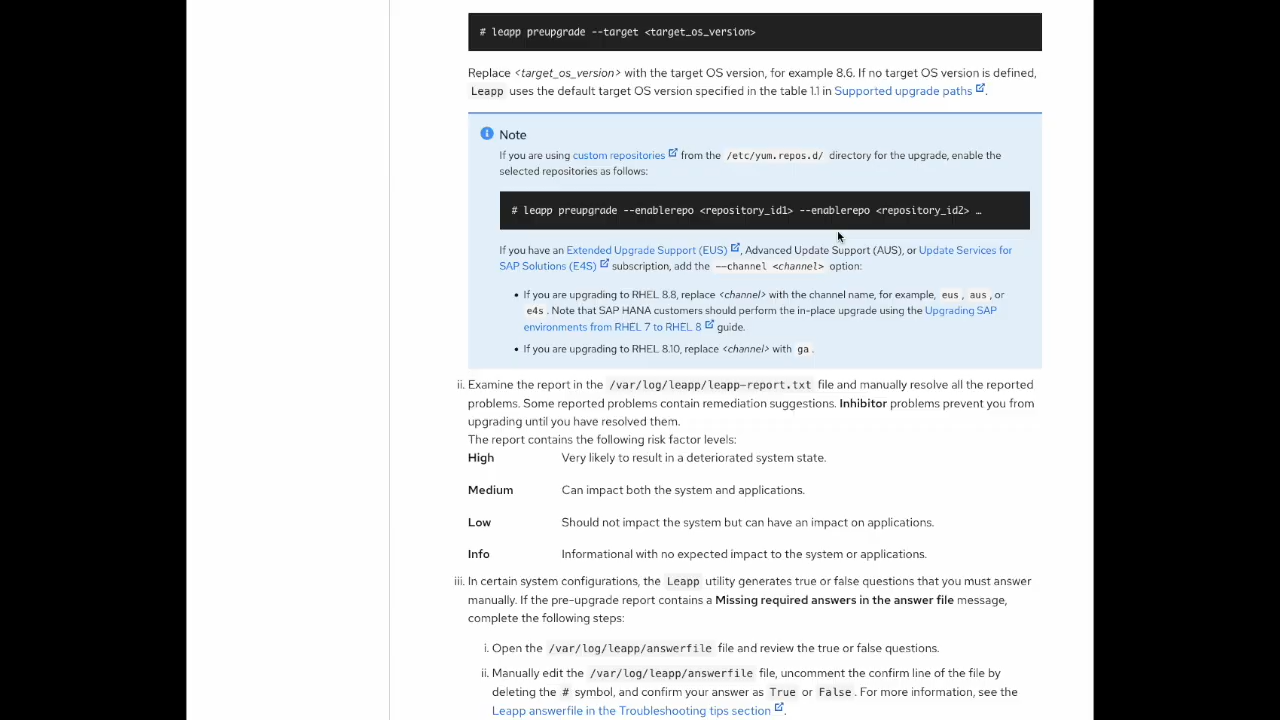 # leapp preupgrade --target <target_os_version>
Replace <target_os_version> with the target OS version, for example 8.6. If no target OS version is defined,
Leapp uses the default target OS version specified in the table 1.1 in Supported upgrade paths.
Note
If you are using custom repositories from the /etc/yum.repos.d/ directory for the upgrade, enable the
selected repositories as follows:
# leapp preupgrade --enablerepo <repository_id1> --enablerepo <repository_id2> …
If you have an Extended Upgrade Support (EUS), Advanced Update Support (AUS), or Update Services for
SAP Solutions (E4S) subscription, add the --channel <channel> option:
• If you are upgrading to RHEL 8.8, replace <channel> with the channel name, for example, eus, aus, or
e4s. Note that SAP HANA customers should perform the in-place upgrade using the Upgrading SAP
environments from RHEL 7 to RHEL 8 guide.
• If you are upgrading to RHEL 8.10, replace <channel> with ga.
ii. Examine the report in the /var/log/leapp/leapp-report.txt file and manually resolve all the reported
problems. Some reported problems contain remediation suggestions. Inhibitor problems prevent you from
upgrading until you have resolved them.
The report contains the following risk factor levels:
High Very likely to result in a deteriorated system state.
Medium Can impact both the system and applications.
Low Should not impact the system but can have an impact on applications.
Info Informational with no expected impact to the system or applications.
iii. In certain system configurations, the Leapp utility generates true or false questions that you must answer
manually. If the pre-upgrade report contains a Missing required answers in the answer file message,
complete the following steps:
i. Open the /var/log/leapp/answerfile file and review the true or false questions.
ii. Manually edit the /var/log/leapp/answerfile file, uncomment the confirm line of the file by
deleting the # symbol, and confirm your answer as True or False. For more information, see the
Leapp answerfile in the Troubleshooting tips section.